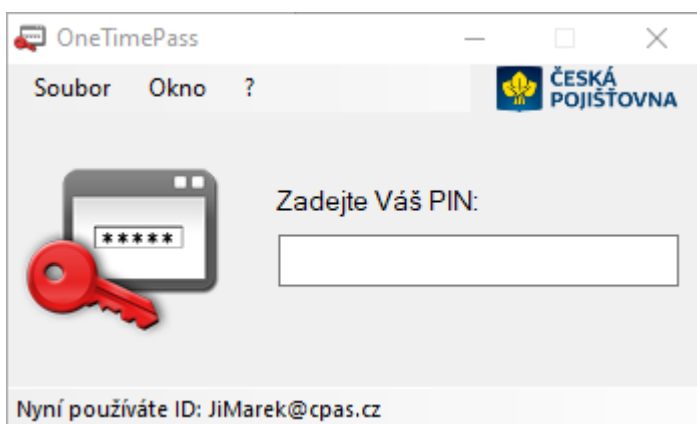 OneTimePass
Soubor Okno ?
ČESKÁ
POJIŠŤOVNA
*****
Zadejte Váš PIN:
Nyní používáte ID: JiMarek@cpas.cz